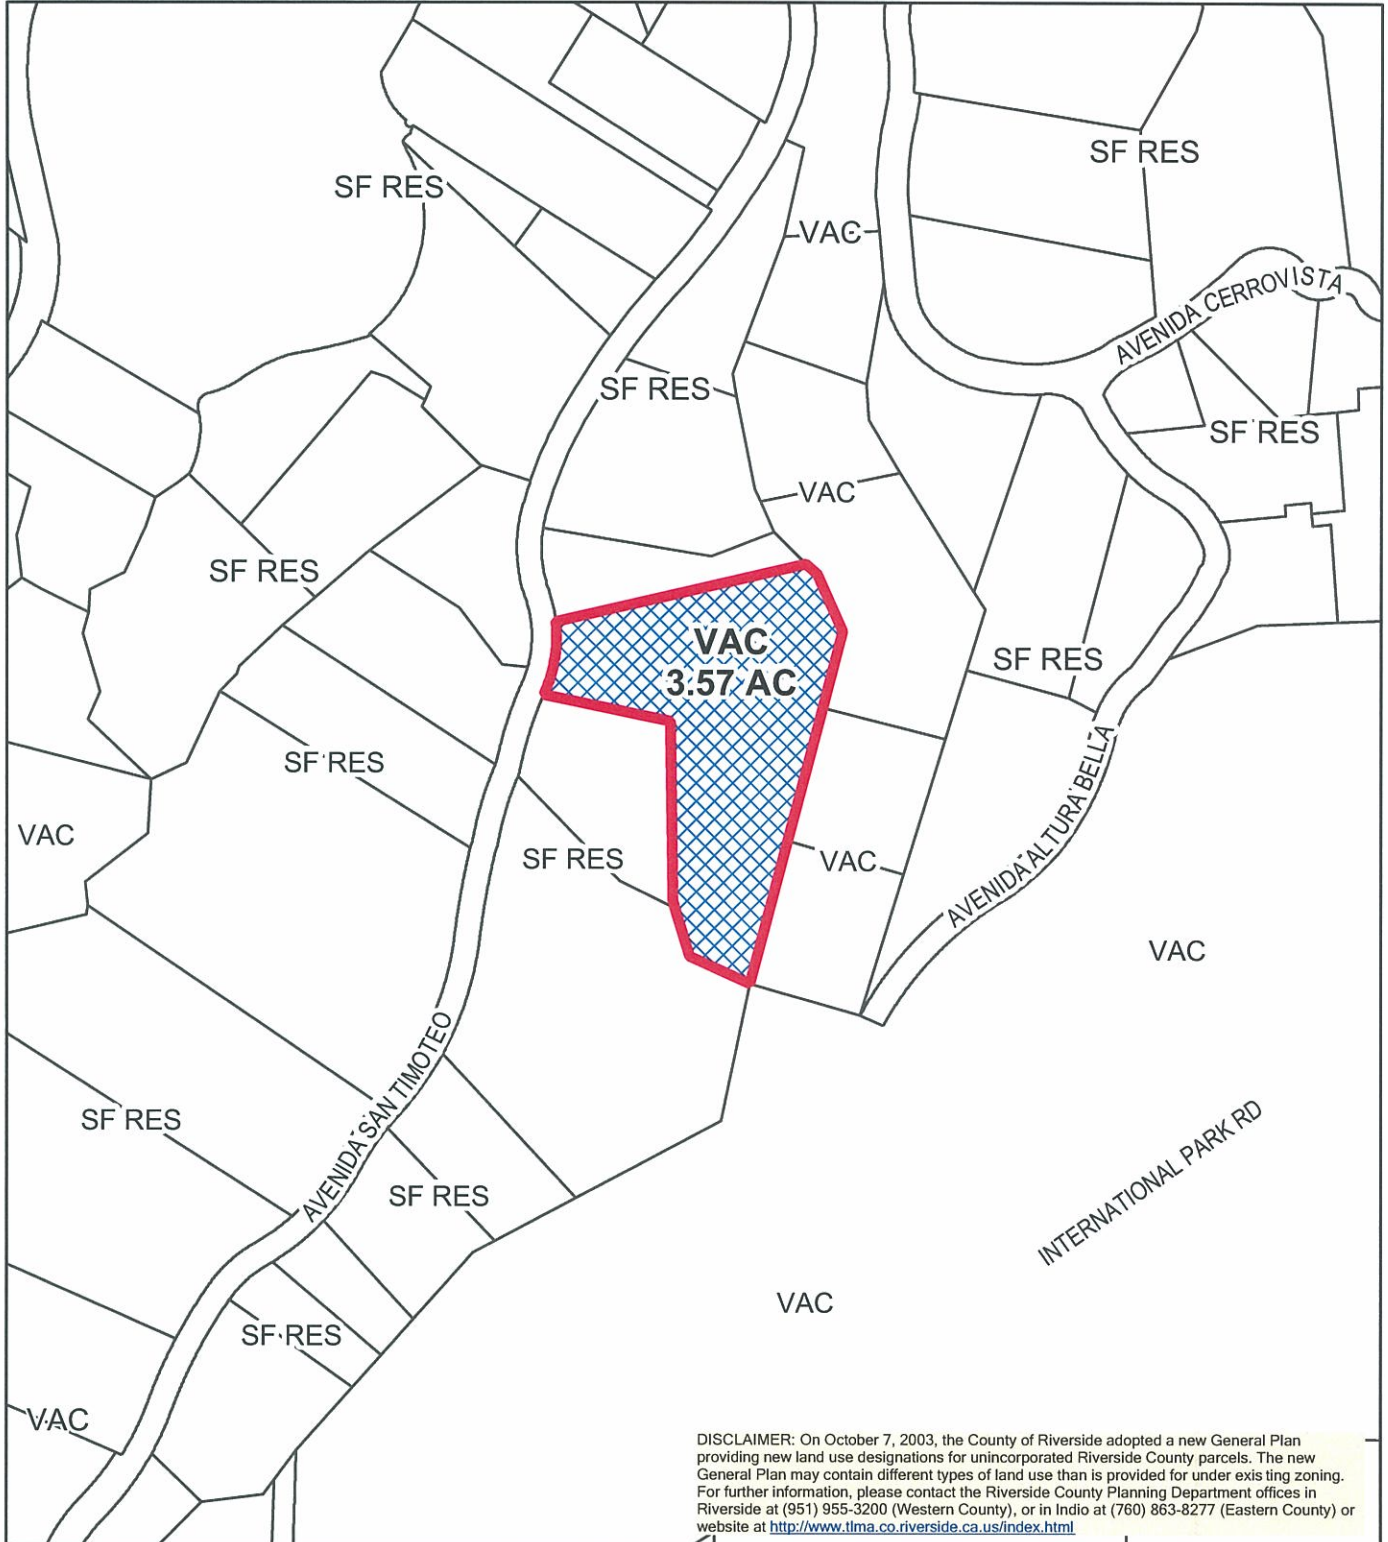 SF RES
SF RES
VAC
AVENIDA CERROVISTA
SF RES
SF RES
VAC
SF RES
VAC
3.57 AC
SF RES
SF RES
VAC
SF RES
VAC
AVENIDA ALTURA BELLA
VAC
AVENIDA SAN TIMOTEO
SF RES
SF RES
INTERNATIONAL PARK RD
VAC
SF RES
VAC
DISCLAIMER: On October 7, 2003, the County of Riverside adopted a new General Plan
providing new land use designations for unincorporated Riverside County parcels. The new
General Plan may contain different types of land use than is provided for under exis ting zoning.
For further information, please contact the Riverside County Planning Department offices in
Riverside at (951) 955-3200 (Western County), or in Indio at (760) 863-8277 (Eastern County) or
website at http://www.tlma.co.riverside.ca.us/index.html